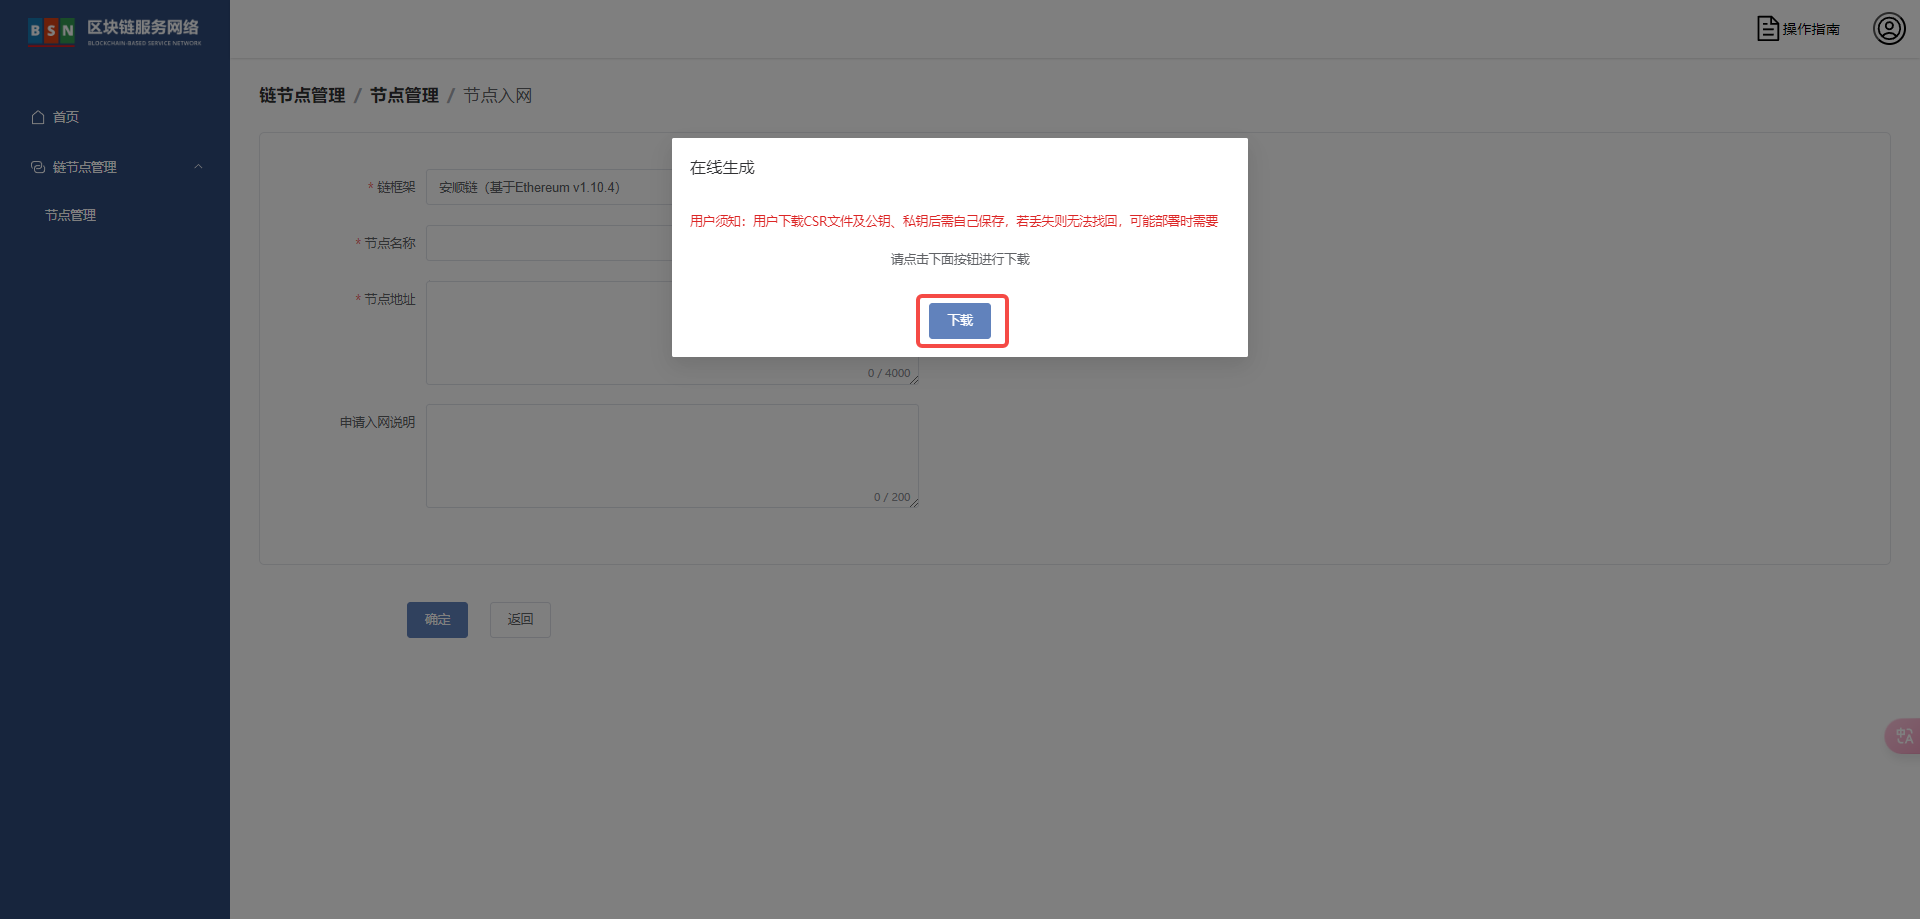 BSN 区块链服务网络
BLOCKCHAIN-BASED SERVICE NETWORK
操作指南
首页
链节点管理
节点管理
链节点管理 / 节点管理 / 节点入网
* 链框架 安顺链（基于Ethereum v1.10.4）
* 节点名称
* 节点地址
0 / 4000
申请入网说明
0 / 200
确定 返回
在线生成
用户须知：用户下载CSR文件及公钥、私钥后需自己保存，若丢失则无法找回，可能部署时需要
请点击下面按钮进行下载
下载
中A